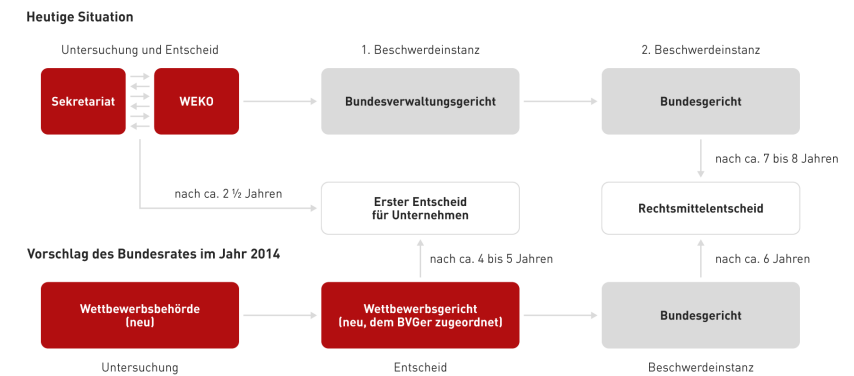 Heutige Situation
Untersuchung und Entscheid
1. Beschwerdeinstanz
2. Beschwerdeinstanz
Sekretariat
WEKO
Bundesverwaltungsgericht
Bundesgericht
nach ca. 7 bis 8 Jahren
nach ca. 2 ½ Jahren
Erster Entscheid
für Unternehmen
Rechtsmittelentscheid
Vorschlag des Bundesrates im Jahr 2014
nach ca. 4 bis 5 Jahren
nach ca. 6 Jahren
Wettbewerbsbehörde
(neu)
Wettbewerbsgericht
(neu, dem BVGer zugeordnet)
Bundesgericht
Untersuchung
Entscheid
Beschwerdeinstanz